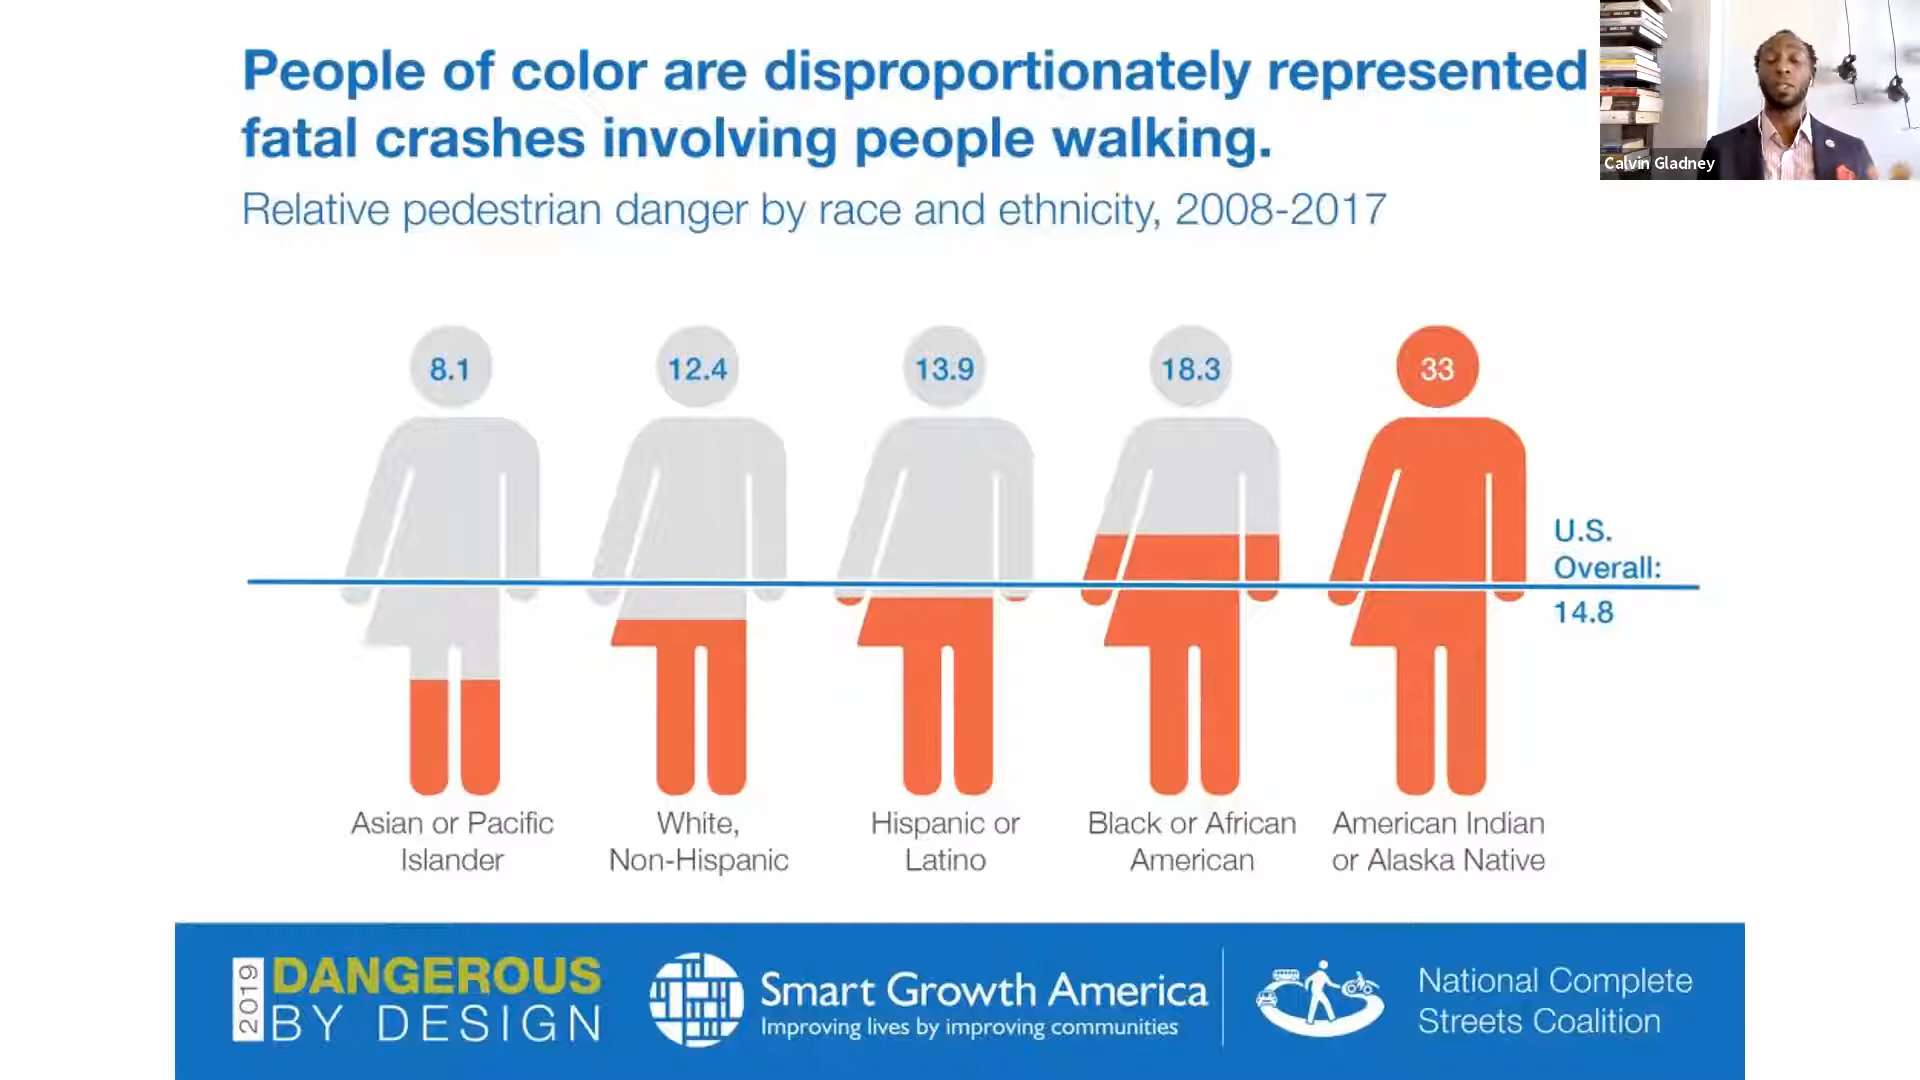 People of color are disproportionately represented
fatal crashes involving people walking.
Relative pedestrian danger by race and ethnicity, 2008-2017
Calvin Gladney
8.1
12.4
13.9
18.3
33
U.S.
Overall:
14.8
Asian or Pacific
Islander
White,
Non-Hispanic
Hispanic or
Latino
Black or African
American
American Indian
or Alaska Native
2019
DANGEROUS
BY DESIGN
Smart Growth America
Improving lives by improving communities
National Complete
Streets Coalition